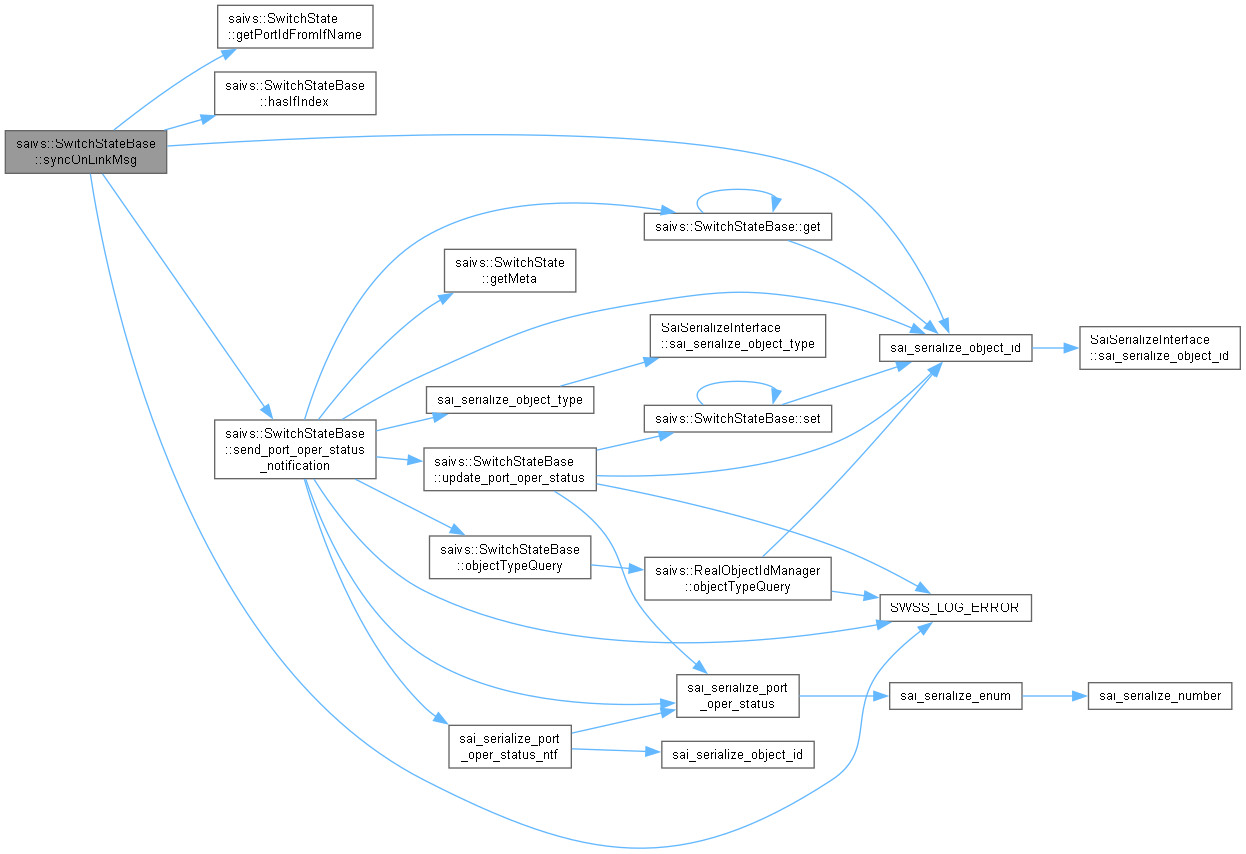 saivs::SwitchState
::getPortIdFromIfName
saivs::SwitchStateBase
::hasIfIndex
saivs::SwitchStateBase
::syncOnLinkMsg
saivs::SwitchStateBase::get
saivs::SwitchState
::getMeta
SaiSerializeInterface
::sai_serialize_object_type
sai_serialize_object_id
SaiSerializeInterface
::sai_serialize_object_id
sai_serialize_object_type
saivs::SwitchStateBase::set
saivs::SwitchStateBase
::send_port_oper_status
_notification
saivs::SwitchStateBase
::update_port_oper_status
saivs::SwitchStateBase
::objectTypeQuery
saivs::RealObjectIdManager
::objectTypeQuery
SWSS_LOG_ERROR
sai_serialize_port
_oper_status
sai_serialize_enum
sai_serialize_number
sai_serialize_port
_oper_status_ntf
sai_serialize_object_id